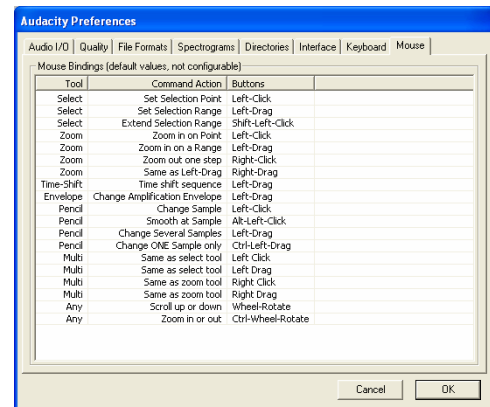 Audacity Preferences
Audio I/O Quality File Formats Spectrograms Directories Interface Keyboard Mouse
Mouse Bindings (default values, not configurable)
Tool Command Action Buttons
Select Set Selection Point Left-Click
Select Set Selection Range Left-Drag
Select Extend Selection Range Shift-Left-Click
Zoom Zoom in on Point Left-Click
Zoom Zoom in on a Range Left-Drag
Zoom Zoom out one step Right-Click
Zoom Same as Left-Drag Right-Drag
Time-Shift Time shift sequence Left-Drag
Envelope Change Amplification Envelope Left-Drag
Pencil Change Sample Left-Click
Pencil Smooth at Sample Alt-Left-Click
Pencil Change Several Samples Left-Drag
Pencil Change ONE Sample only Ctrl-Left-Drag
Multi Same as select tool Left Click
Multi Same as select tool Left Drag
Multi Same as zoom tool Right Click
Multi Same as zoom tool Right Drag
Any Scroll up or down Wheel-Rotate
Any Zoom in or out Ctrl-Wheel-Rotate
Cancel OK